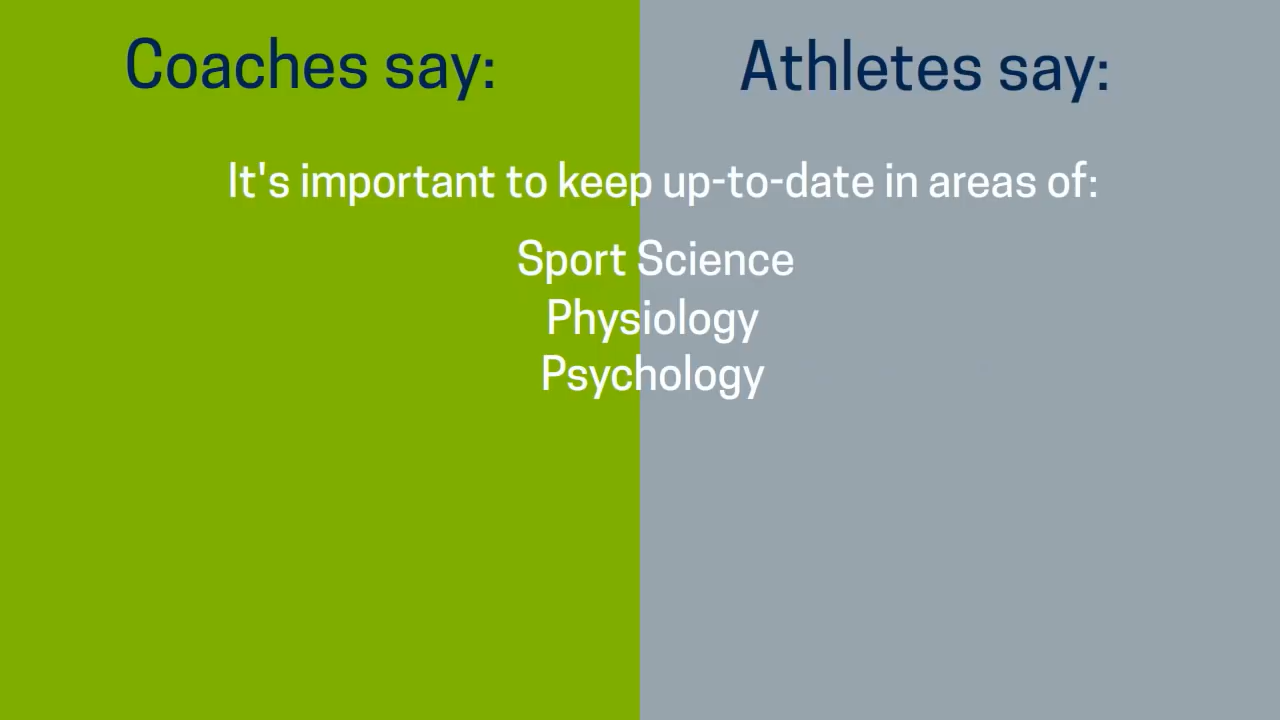 Coaches say:
Athletes say:
It's important to keep up-to-date in areas of:
Sport Science
Physiology
Psychology